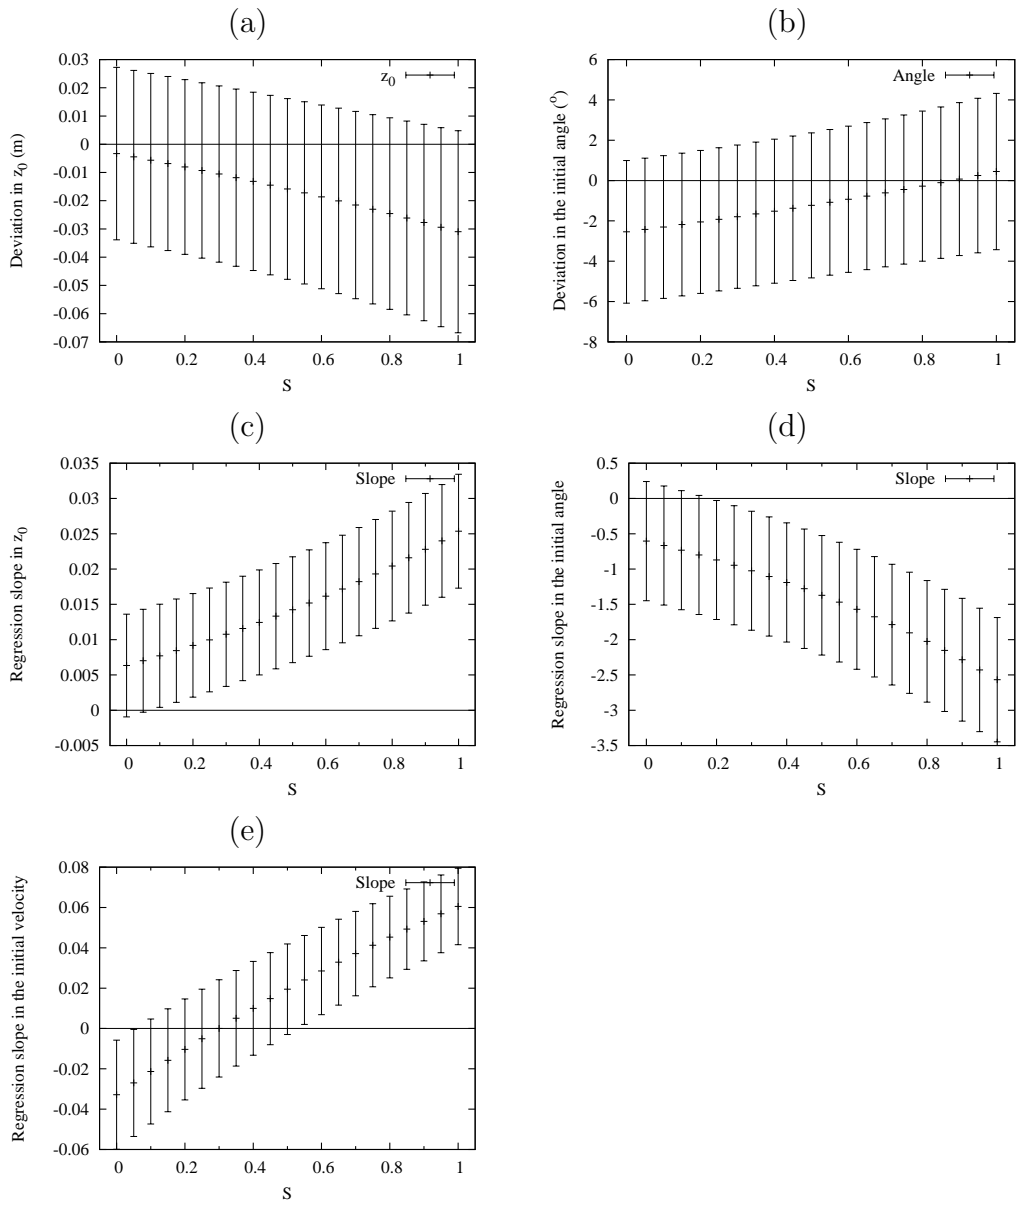 (a)
0.03
0.02
0.01
0
-0.01
-0.02
-0.03
-0.04
-0.05
-0.06
-0.07
Deviation in z0 (m)
z0
0 0.2 0.4 0.6 0.8 1
S
(b)
6
4
2
0
-2
-4
-6
-8
Deviation in the initial angle (o)
Angle
0 0.2 0.4 0.6 0.8 1
S
(c)
0.035
0.03
0.025
0.02
0.015
0.01
0.005
0
-0.005
Regression slope in z0
Slope
0 0.2 0.4 0.6 0.8 1
S
(d)
0.5
0
-0.5
-1
-1.5
-2
-2.5
-3
-3.5
Regression slope in the initial angle
Slope
0 0.2 0.4 0.6 0.8 1
S
(e)
0.08
0.06
0.04
0.02
0
-0.02
-0.04
-0.06
Regression slope in the initial velocity
Slope
0 0.2 0.4 0.6 0.8 1
S